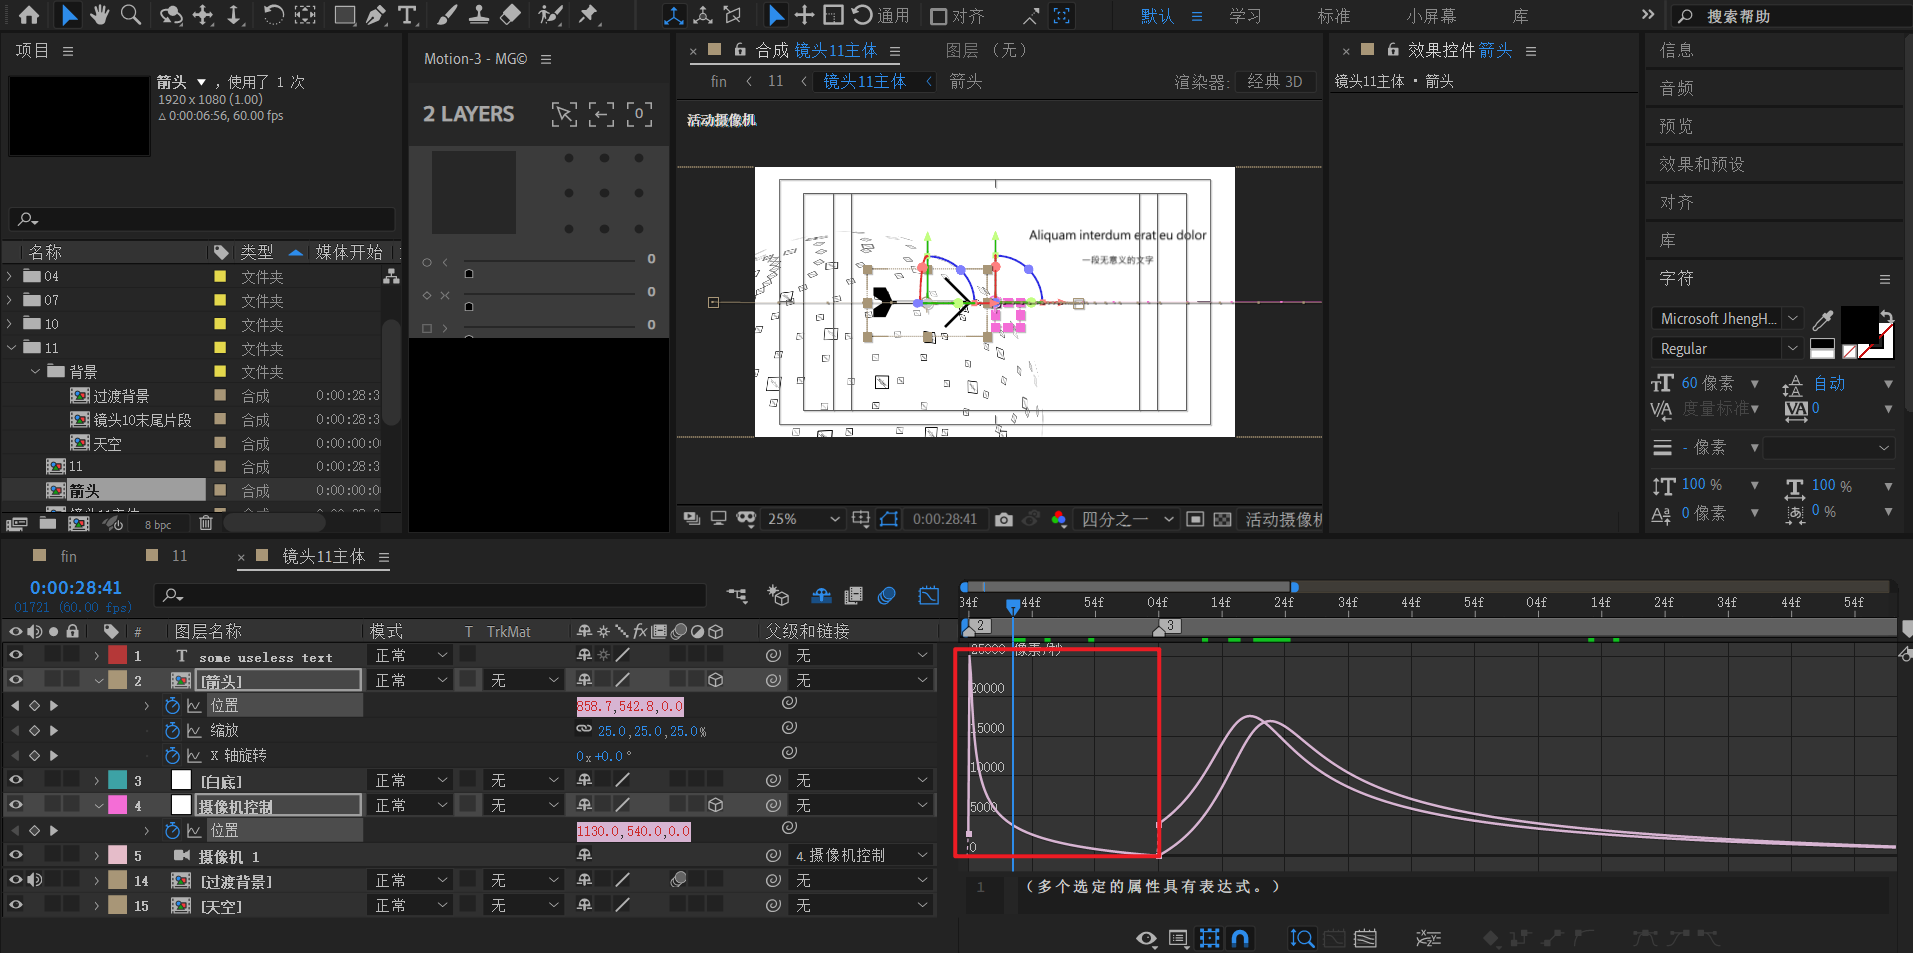 通用
对齐
默认
学习
标准
小屏幕
库
搜索帮助
项目
箭头 ，使用了 1 次
1920 x 1080 (1.00)
△ 0:00:06:56, 60.00 fps
名称
类型
媒体开始
04
文件夹
07
文件夹
10
文件夹
11
文件夹
背景
文件夹
过渡背景
合成
0:00:28:3
镜头10末尾片段
合成
0:00:28:3
天空
合成
0:00:00:0
11
合成
0:00:28:3
箭头
合成
0:00:00:0
8 bpc
Motion-3 - MG©
2 LAYERS
0
0
0
0
合成 镜头11主体
图层 （无）
fin
11
镜头11主体
箭头
渲染器:
经典 3D
活动摄像机
Aliquam interdum erat eu dolor
一段无意义的文字
25%
0:00:28:41
四分之一
活动摄像机
效果控件 箭头
镜头11主体 • 箭头
信息
音频
预览
效果和预设
对齐
库
字符
Microsoft JhengH...
Regular
60 像素
自动
度量标准
0
- 像素
100 %
100 %
0 像素
0 %
fin
11
镜头11主体
0:00:28:41
01721 (60.00 fps)
#
图层名称
模式
T TrkMat
父级和链接
1
T some useless text
正常
无
2
[箭头]
正常
无
无
位置
858.7,542.8,0.0
缩放
25.0,25.0,25.0%
X 轴旋转
0x+0.0°
3
[白底]
正常
无
无
4
摄像机控制
正常
无
无
位置
1130.0,540.0,0.0
5
摄像机 1
4.摄像机控制
14
[过渡背景]
正常
无
无
15
[天空]
正常
无
无
34f
44f
54f
04f
14f
24f
34f
44f
54f
04f
14f
24f
34f
44f
54f
2
3
25000 像素/秒
20000
15000
10000
5000
0
1
（多个选定的属性具有表达式。）